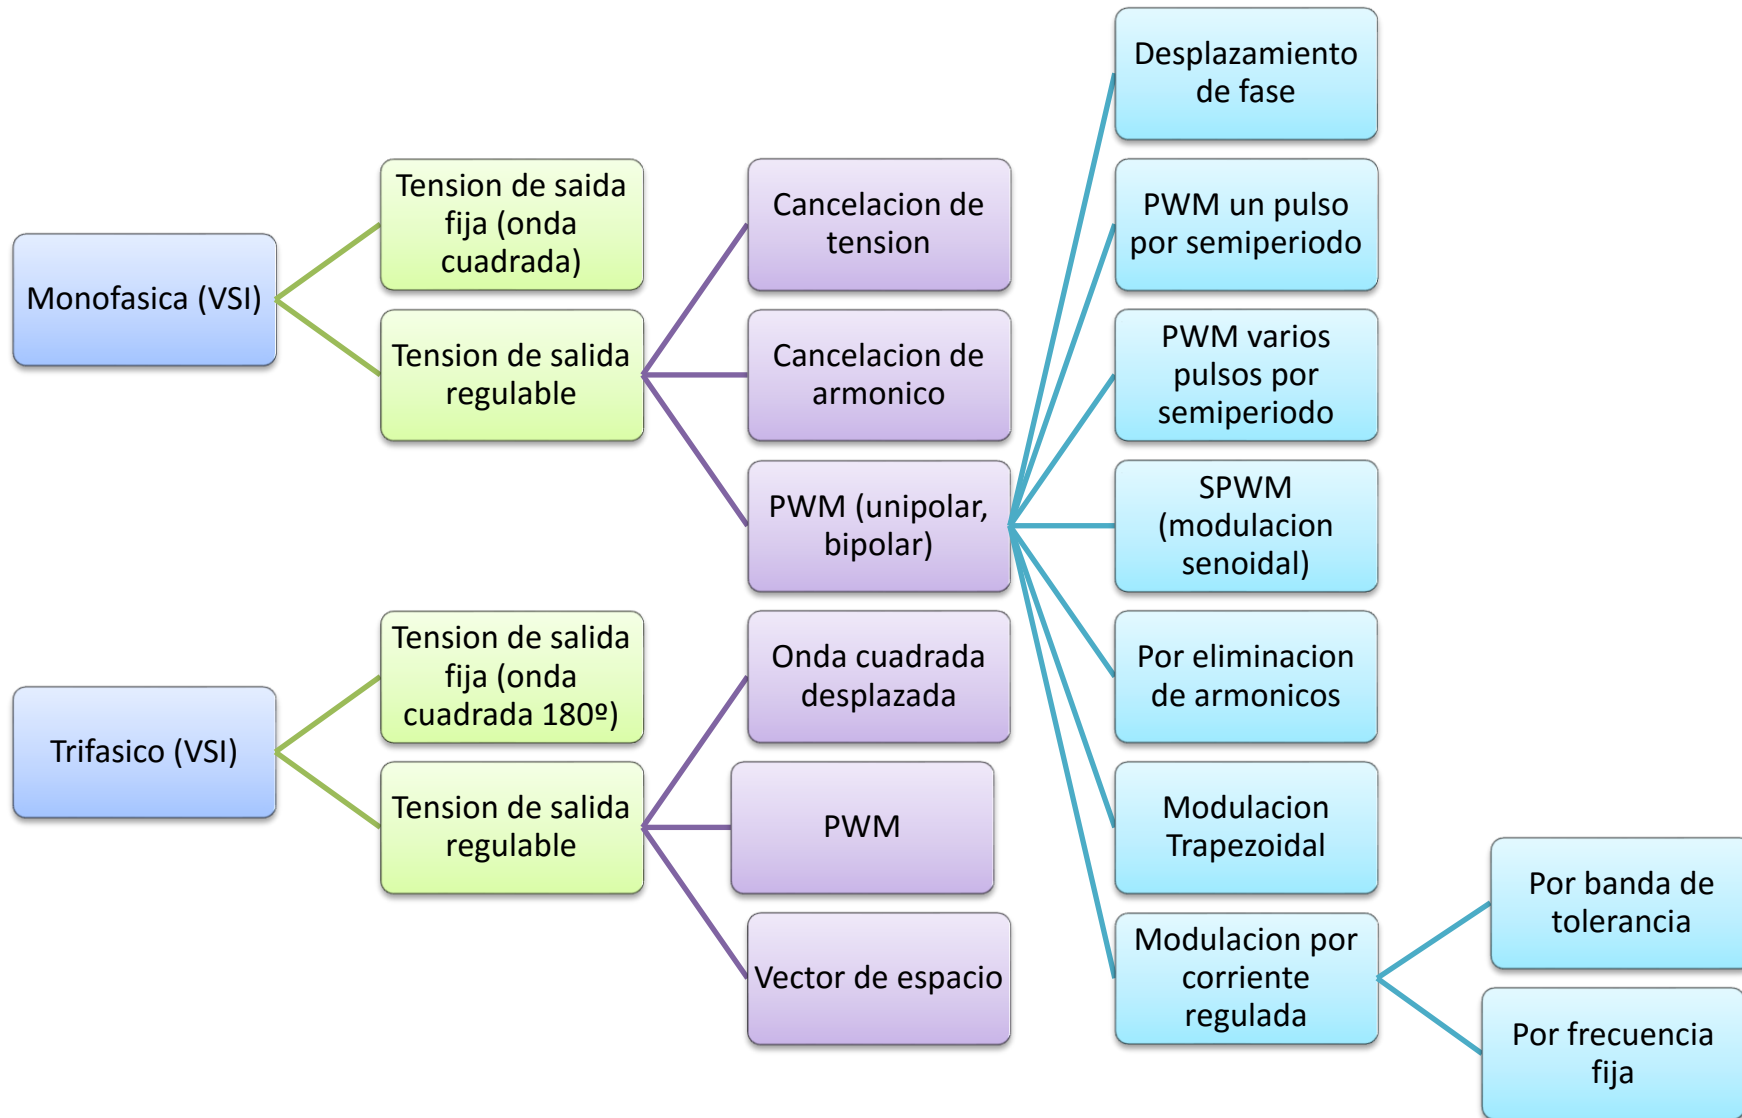 Monofasica (VSI)
Tension de saida
fija (onda
cuadrada)
Tension de salida
regulable
Cancelacion de
tension
Cancelacion de
armonico
PWM (unipolar,
bipolar)
Desplazamiento
de fase
PWM un pulso
por semiperiodo
PWM varios
pulsos por
semiperiodo
SPWM
(modulacion
senoidal)
Por eliminacion
de armonicos
Modulacion
Trapezoidal
Modulacion por
corriente
regulada
Por banda de
tolerancia
Por frecuencia
fija
Trifasico (VSI)
Tension de salida
fija (onda
cuadrada 180º)
Tension de salida
regulable
Onda cuadrada
desplazada
PWM
Vector de espacio